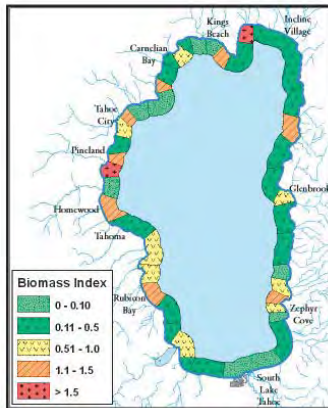 Kings
Beach
Incline
Village
Carnelian
Bay
Tahoe
City
Pineland
Glenbrook
Homewood
Tahoma
Rubicon
Bay
Zephyr
Cove
South
Lake
Tahoe
Biomass Index
0 - 0.10
0.11 - 0.5
0.51 - 1.0
1.1 - 1.5
> 1.5